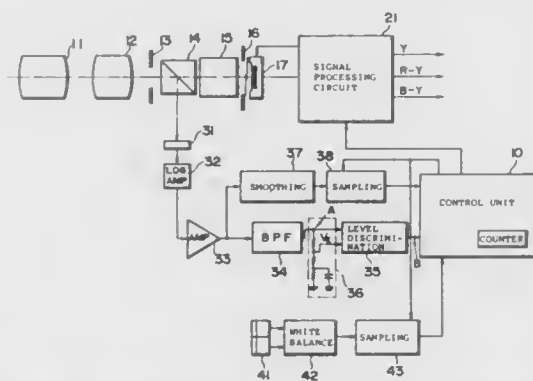 21
11
12
13
14
15
16
17
SIGNAL
PROCESSING
CIRCUIT
Y
R-Y
B-Y
31
LOG
AMP
32
37
38
10
SMOOTHING
SAMPLING
CONTROL UNIT
COUNTER
A
AMP
33
BPF
34
LEVEL
DISCRIMI-
NATION
35
B
36
WHITE
BALANCE
SAMPLING
41
42
43